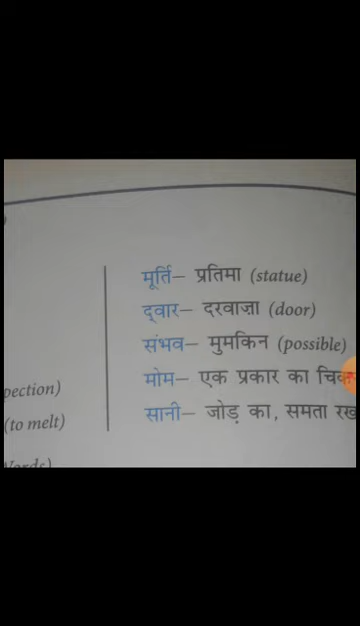 pection)
(to melt)
मूर्ति– प्रतिमा (statue)
द्वार– दरवाज़ा (door)
संभव– मुमकिन (possible)
मोम– एक प्रकार का
सानी– जोड़ का, समता